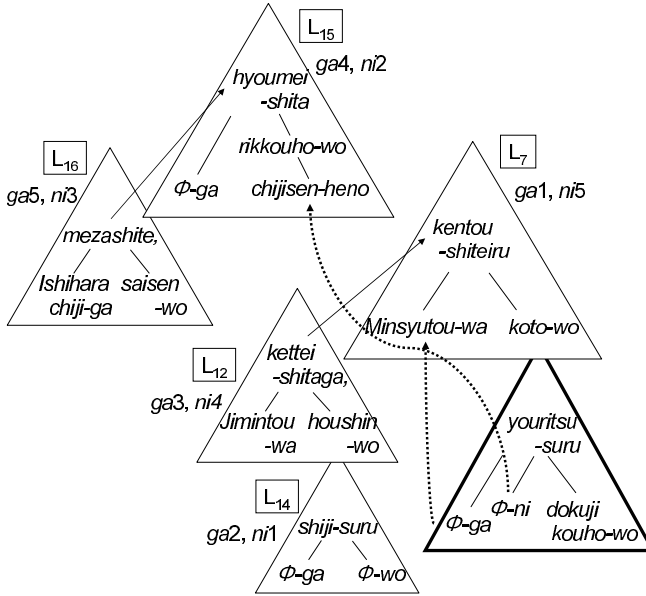 L15
ga4, ni2
hyoumei
-shita
rikkouho-wo
Φ-ga
chijisen-heno
L16
ga5, ni3
mezashite,
Ishihara
chiji-ga
saisen
-wo
L7
ga1, ni5
kentou
-shiteiru
Minsyutou-wa
koto-wo
L12
ga3, ni4
kettei
-shitaga,
Jimintou
-wa
houshin
-wo
L14
ga2, ni1
shiji-suru
Φ-ga
Φ-wo
youritsu
-suru
Φ-ga
Φ-ni
dokuji
kouho-wo